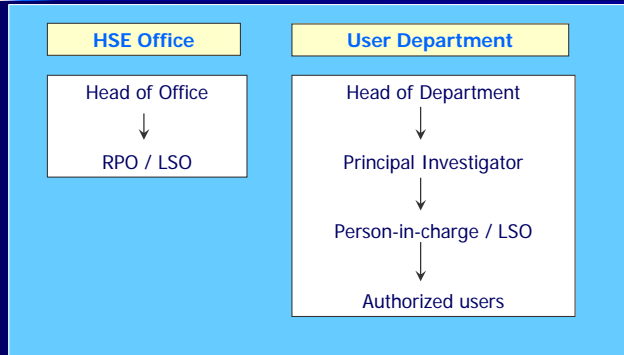 HSE Office
Head of Office
RPO / LSO
User Department
Head of Department
Principal Investigator
Person-in-charge / LSO
Authorized users